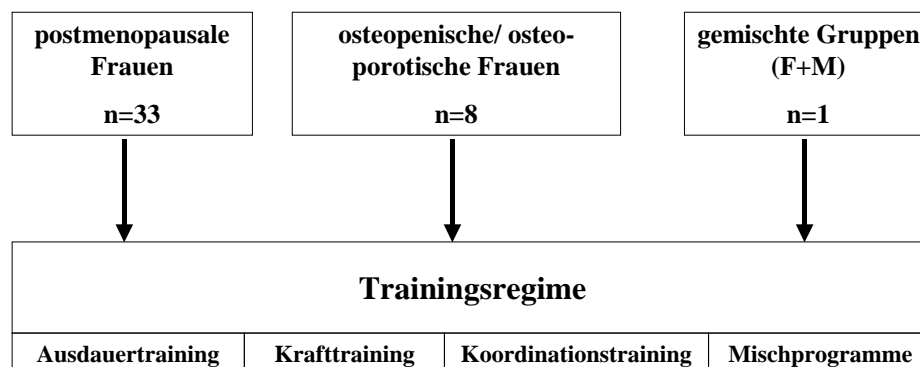 postmenopausale
Frauen
n=33
osteopenische/ osteo-
porotische Frauen
n=8
gemischte Gruppen
(F+M)
n=1
Trainingsregime
Ausdauertraining
Krafttraining
Koordinationstraining
Mischprogramme